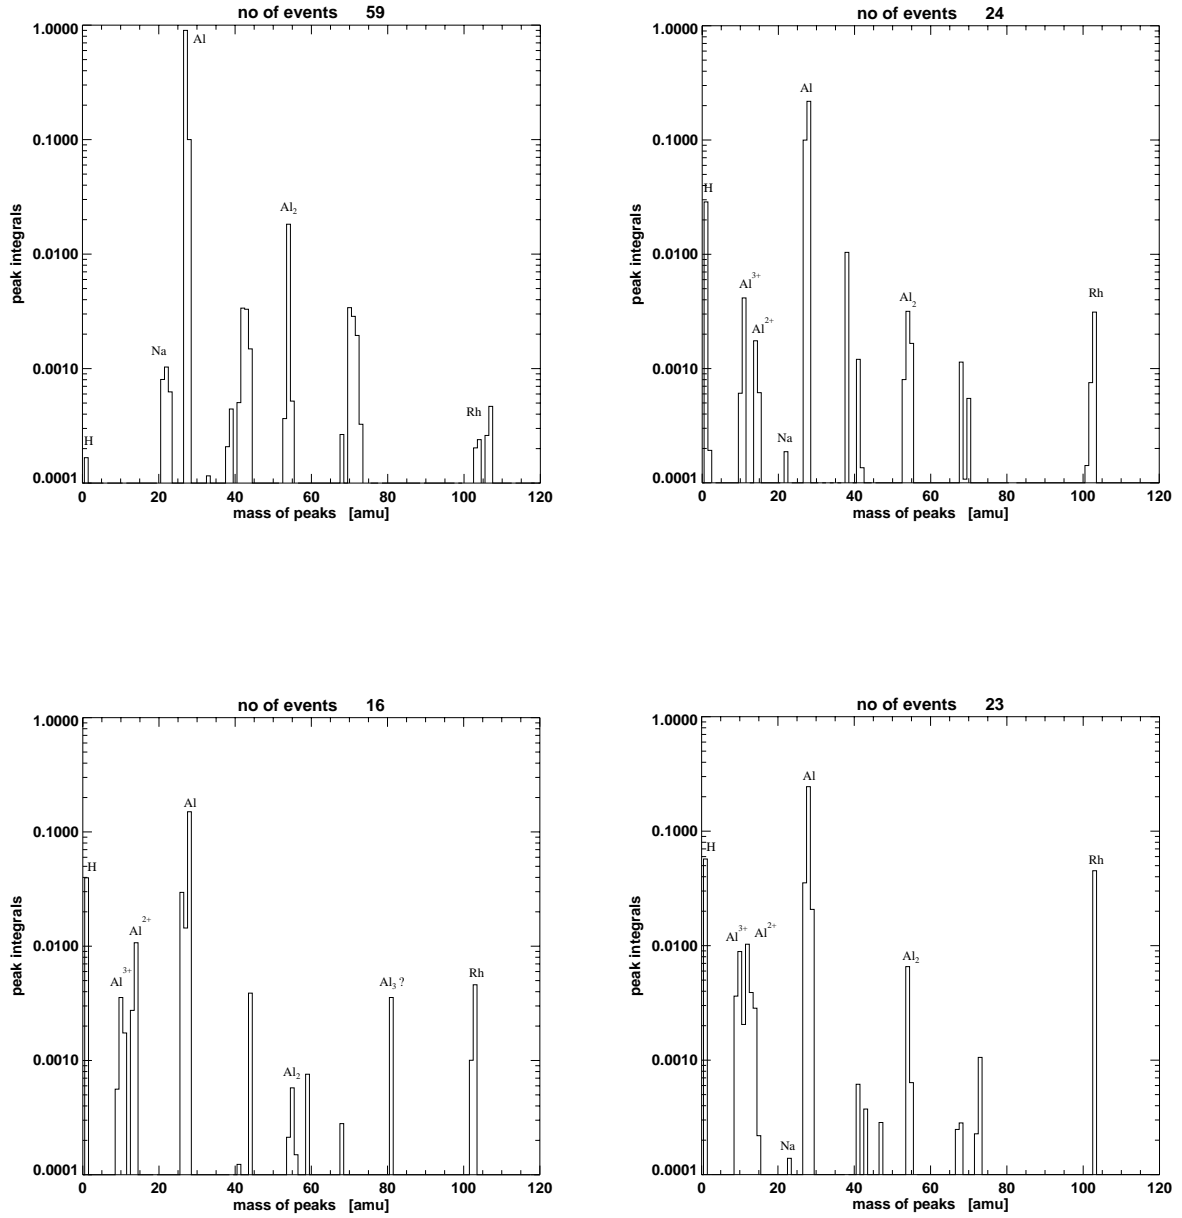 no of events 59
1.0000
0.1000
0.0100
0.0010
0.0001
peak integrals
Al
Al2
Na
H
Rh
0 20 40 60 80 100 120
mass of peaks [amu]
no of events 24
1.0000
0.1000
0.0100
0.0010
0.0001
peak integrals
Al
H
Al3+
Al2+
Al2
Rh
Na
0 20 40 60 80 100 120
mass of peaks [amu]
no of events 16
1.0000
0.1000
0.0100
0.0010
0.0001
peak integrals
Al
H
Al2+
Al3+
Al3 ?
Rh
Al2
0 20 40 60 80 100 120
mass of peaks [amu]
no of events 23
1.0000
0.1000
0.0100
0.0010
0.0001
peak integrals
Al
H
Rh
Al3+
Al2+
Al2
Na
0 20 40 60 80 100 120
mass of peaks [amu]